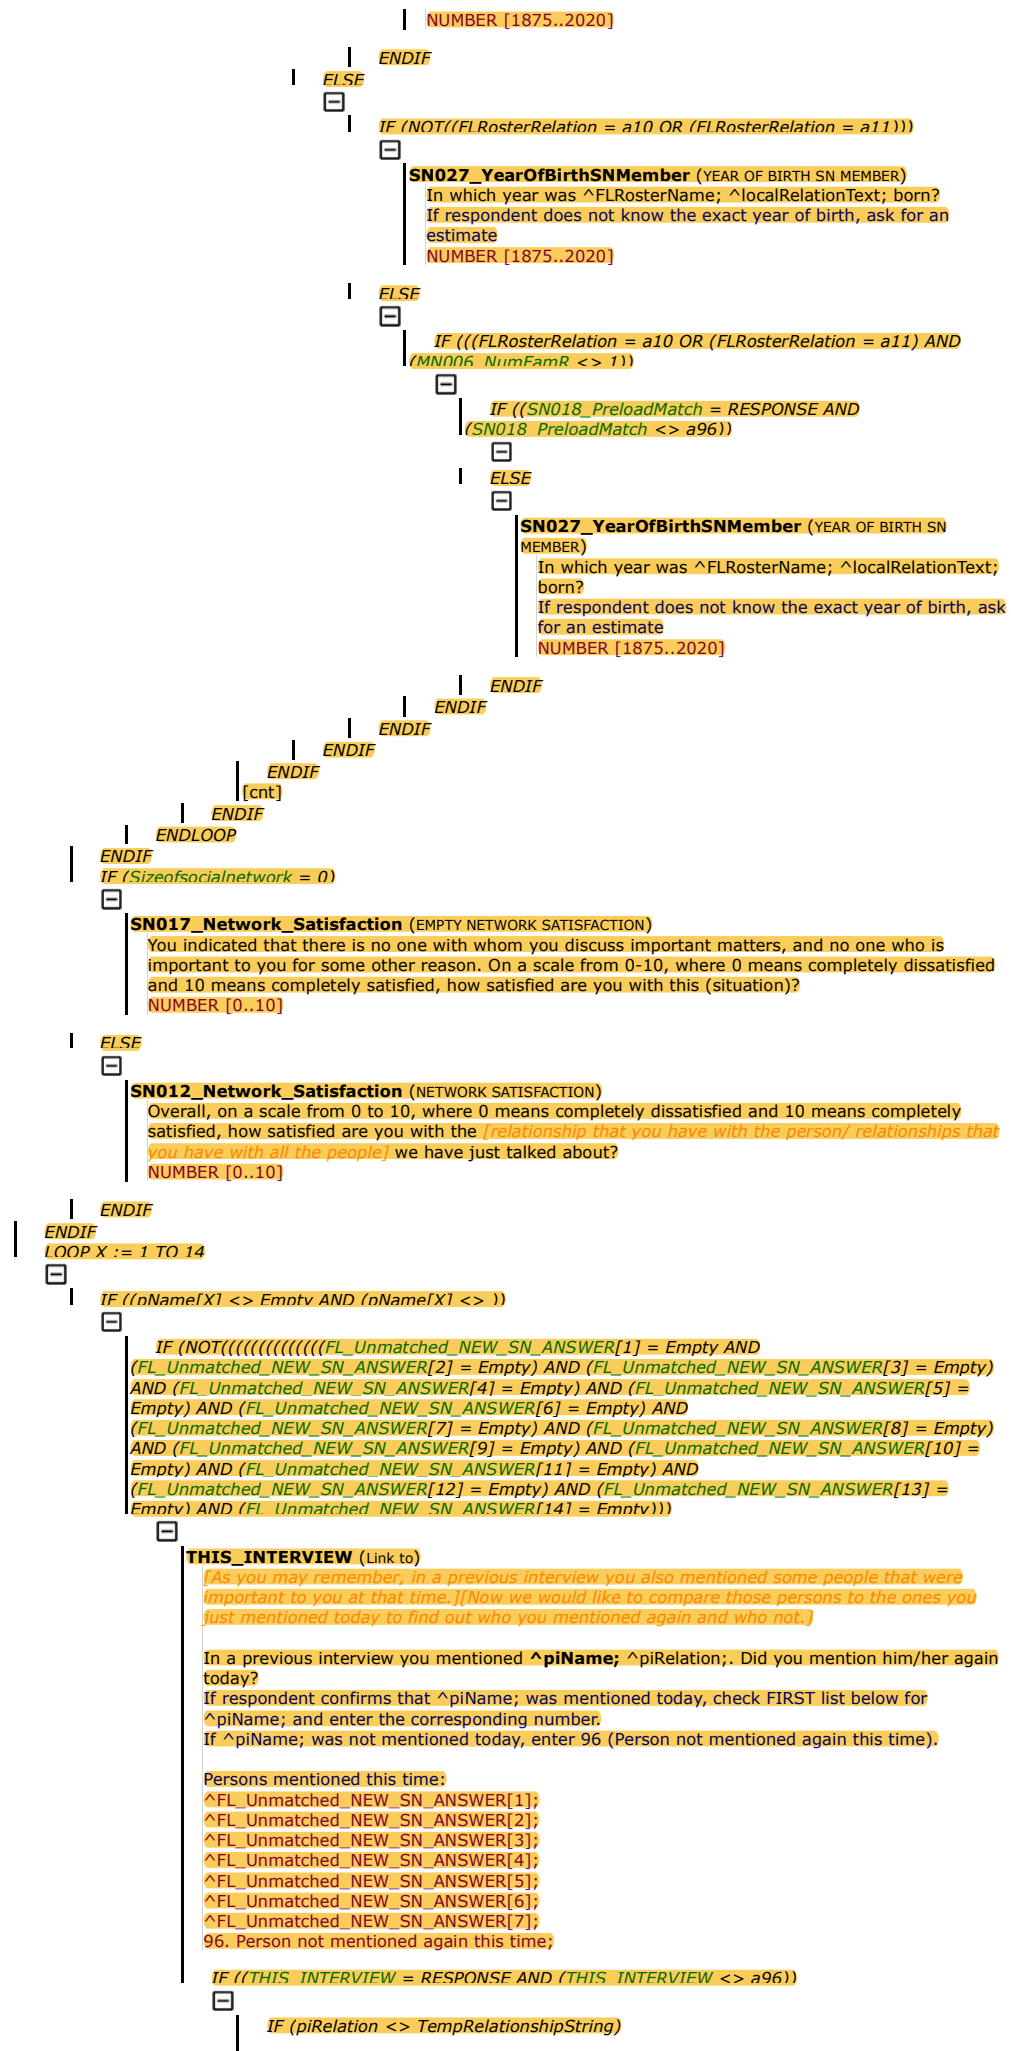 NUMBER [1875..2020]
ENDIF
ELSE
IF (NOT((FLRosterRelation = a10 OR (FLRosterRelation = a11)))
SN027_YearOfBirthSNMember (YEAR OF BIRTH SN MEMBER)
In which year was ^FLRosterName; ^localRelationText; born?
If respondent does not know the exact year of birth, ask for an
estimate
NUMBER [1875..2020]
ELSE
IF (((FLRosterRelation = a10 OR (FLRosterRelation = a11) AND
(MN006_NumFamR <> 1))
IF ((SN018_PreloadMatch = RESPONSE AND
(SN018_PreloadMatch <> a96))
ELSE
SN027_YearOfBirthSNMember (YEAR OF BIRTH SN
MEMBER)
In which year was ^FLRosterName; ^localRelationText;
born?
If respondent does not know the exact year of birth, ask
for an estimate
NUMBER [1875..2020]
ENDIF
ENDIF
ENDIF
ENDIF
ENDIF
[cnt]
ENDIF
ENDLOOP
ENDIF
IF (Sizeofsocialnetwork = 0)
SN017_Network_Satisfaction (EMPTY NETWORK SATISFACTION)
You indicated that there is no one with whom you discuss important matters, and no one who is
important to you for some other reason. On a scale from 0-10, where 0 means completely dissatisfied
and 10 means completely satisfied, how satisfied are you with this (situation)?
NUMBER [0..10]
ELSE
SN012_Network_Satisfaction (NETWORK SATISFACTION)
Overall, on a scale from 0 to 10, where 0 means completely dissatisfied and 10 means completely
satisfied, how satisfied are you with the [relationship that you have with the person/ relationships that
you have with all the people] we have just talked about?
NUMBER [0..10]
ENDIF
ENDIF
LOOP X := 1 TO 14
IF ((pName[X] <> Empty AND (pName[X] <> ))
IF (NOT((((((((((((((FL_Unmatched_NEW_SN_ANSWER[1] = Empty AND
(FL_Unmatched_NEW_SN_ANSWER[2] = Empty) AND (FL_Unmatched_NEW_SN_ANSWER[3] = Empty)
AND (FL_Unmatched_NEW_SN_ANSWER[4] = Empty) AND (FL_Unmatched_NEW_SN_ANSWER[5] =
Empty) AND (FL_Unmatched_NEW_SN_ANSWER[6] = Empty) AND
(FL_Unmatched_NEW_SN_ANSWER[7] = Empty) AND (FL_Unmatched_NEW_SN_ANSWER[8] = Empty)
AND (FL_Unmatched_NEW_SN_ANSWER[9] = Empty) AND (FL_Unmatched_NEW_SN_ANSWER[10] =
Empty) AND (FL_Unmatched_NEW_SN_ANSWER[11] = Empty) AND
(FL_Unmatched_NEW_SN_ANSWER[12] = Empty) AND (FL_Unmatched_NEW_SN_ANSWER[13] =
Empty) AND (FL_Unmatched_NEW_SN_ANSWER[14] = Empty)))
THIS_INTERVIEW (Link to)
[As you may remember, in a previous interview you also mentioned some people that were
important to you at that time.][Now we would like to compare those persons to the ones you
just mentioned today to find out who you mentioned again and who not.]
In a previous interview you mentioned ^piName; ^piRelation;. Did you mention him/her again
today?
If respondent confirms that ^piName; was mentioned today, check FIRST list below for
^piName; and enter the corresponding number.
If ^piName; was not mentioned today, enter 96 (Person not mentioned again this time).
Persons mentioned this time:
^FL_Unmatched_NEW_SN_ANSWER[1];
^FL_Unmatched_NEW_SN_ANSWER[2];
^FL_Unmatched_NEW_SN_ANSWER[3];
^FL_Unmatched_NEW_SN_ANSWER[4];
^FL_Unmatched_NEW_SN_ANSWER[5];
^FL_Unmatched_NEW_SN_ANSWER[6];
^FL_Unmatched_NEW_SN_ANSWER[7];
96. Person not mentioned again this time;
IF ((THIS_INTERVIEW = RESPONSE AND (THIS_INTERVIEW <> a96))
IF (piRelation <> TempRelationshipString)